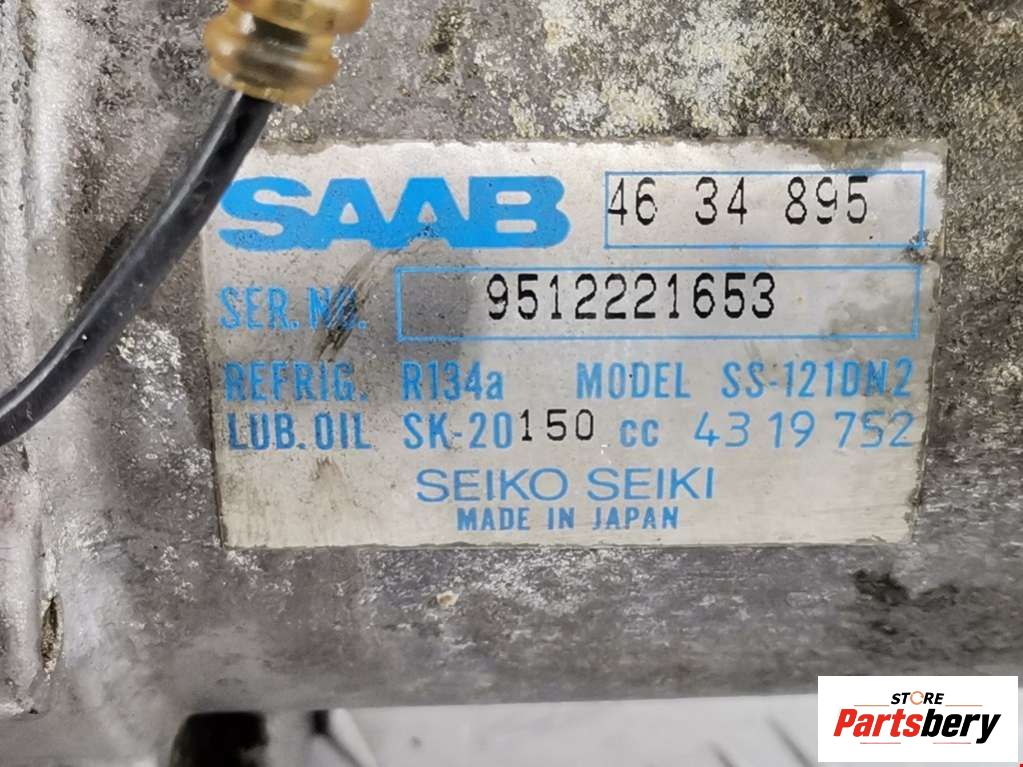 SAAB 46 34 895
SER. NO. 9512221653
REFRIG. R134a MODEL SS-121DN2
LUB. OIL SK-20 150 cc 43 19 752
SEIKO SEIKI
MADE IN JAPAN
STORE
Partsbery